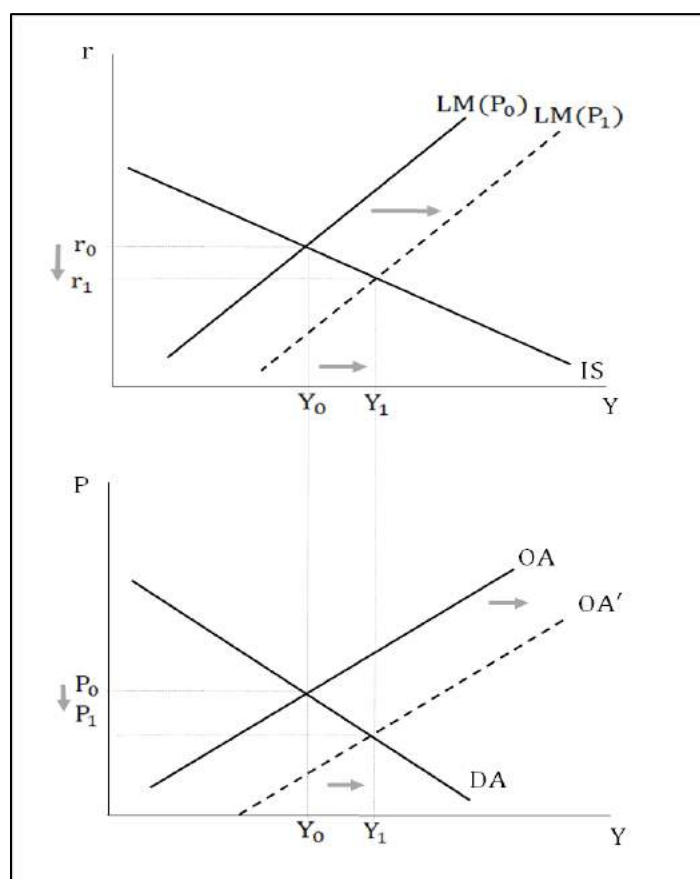 r
LM(P₀) LM(P₁)
r₀
r₁
IS
Y₀ Y₁ Y
P
OA
OA′
P₀
P₁
DA
Y₀ Y₁ Y